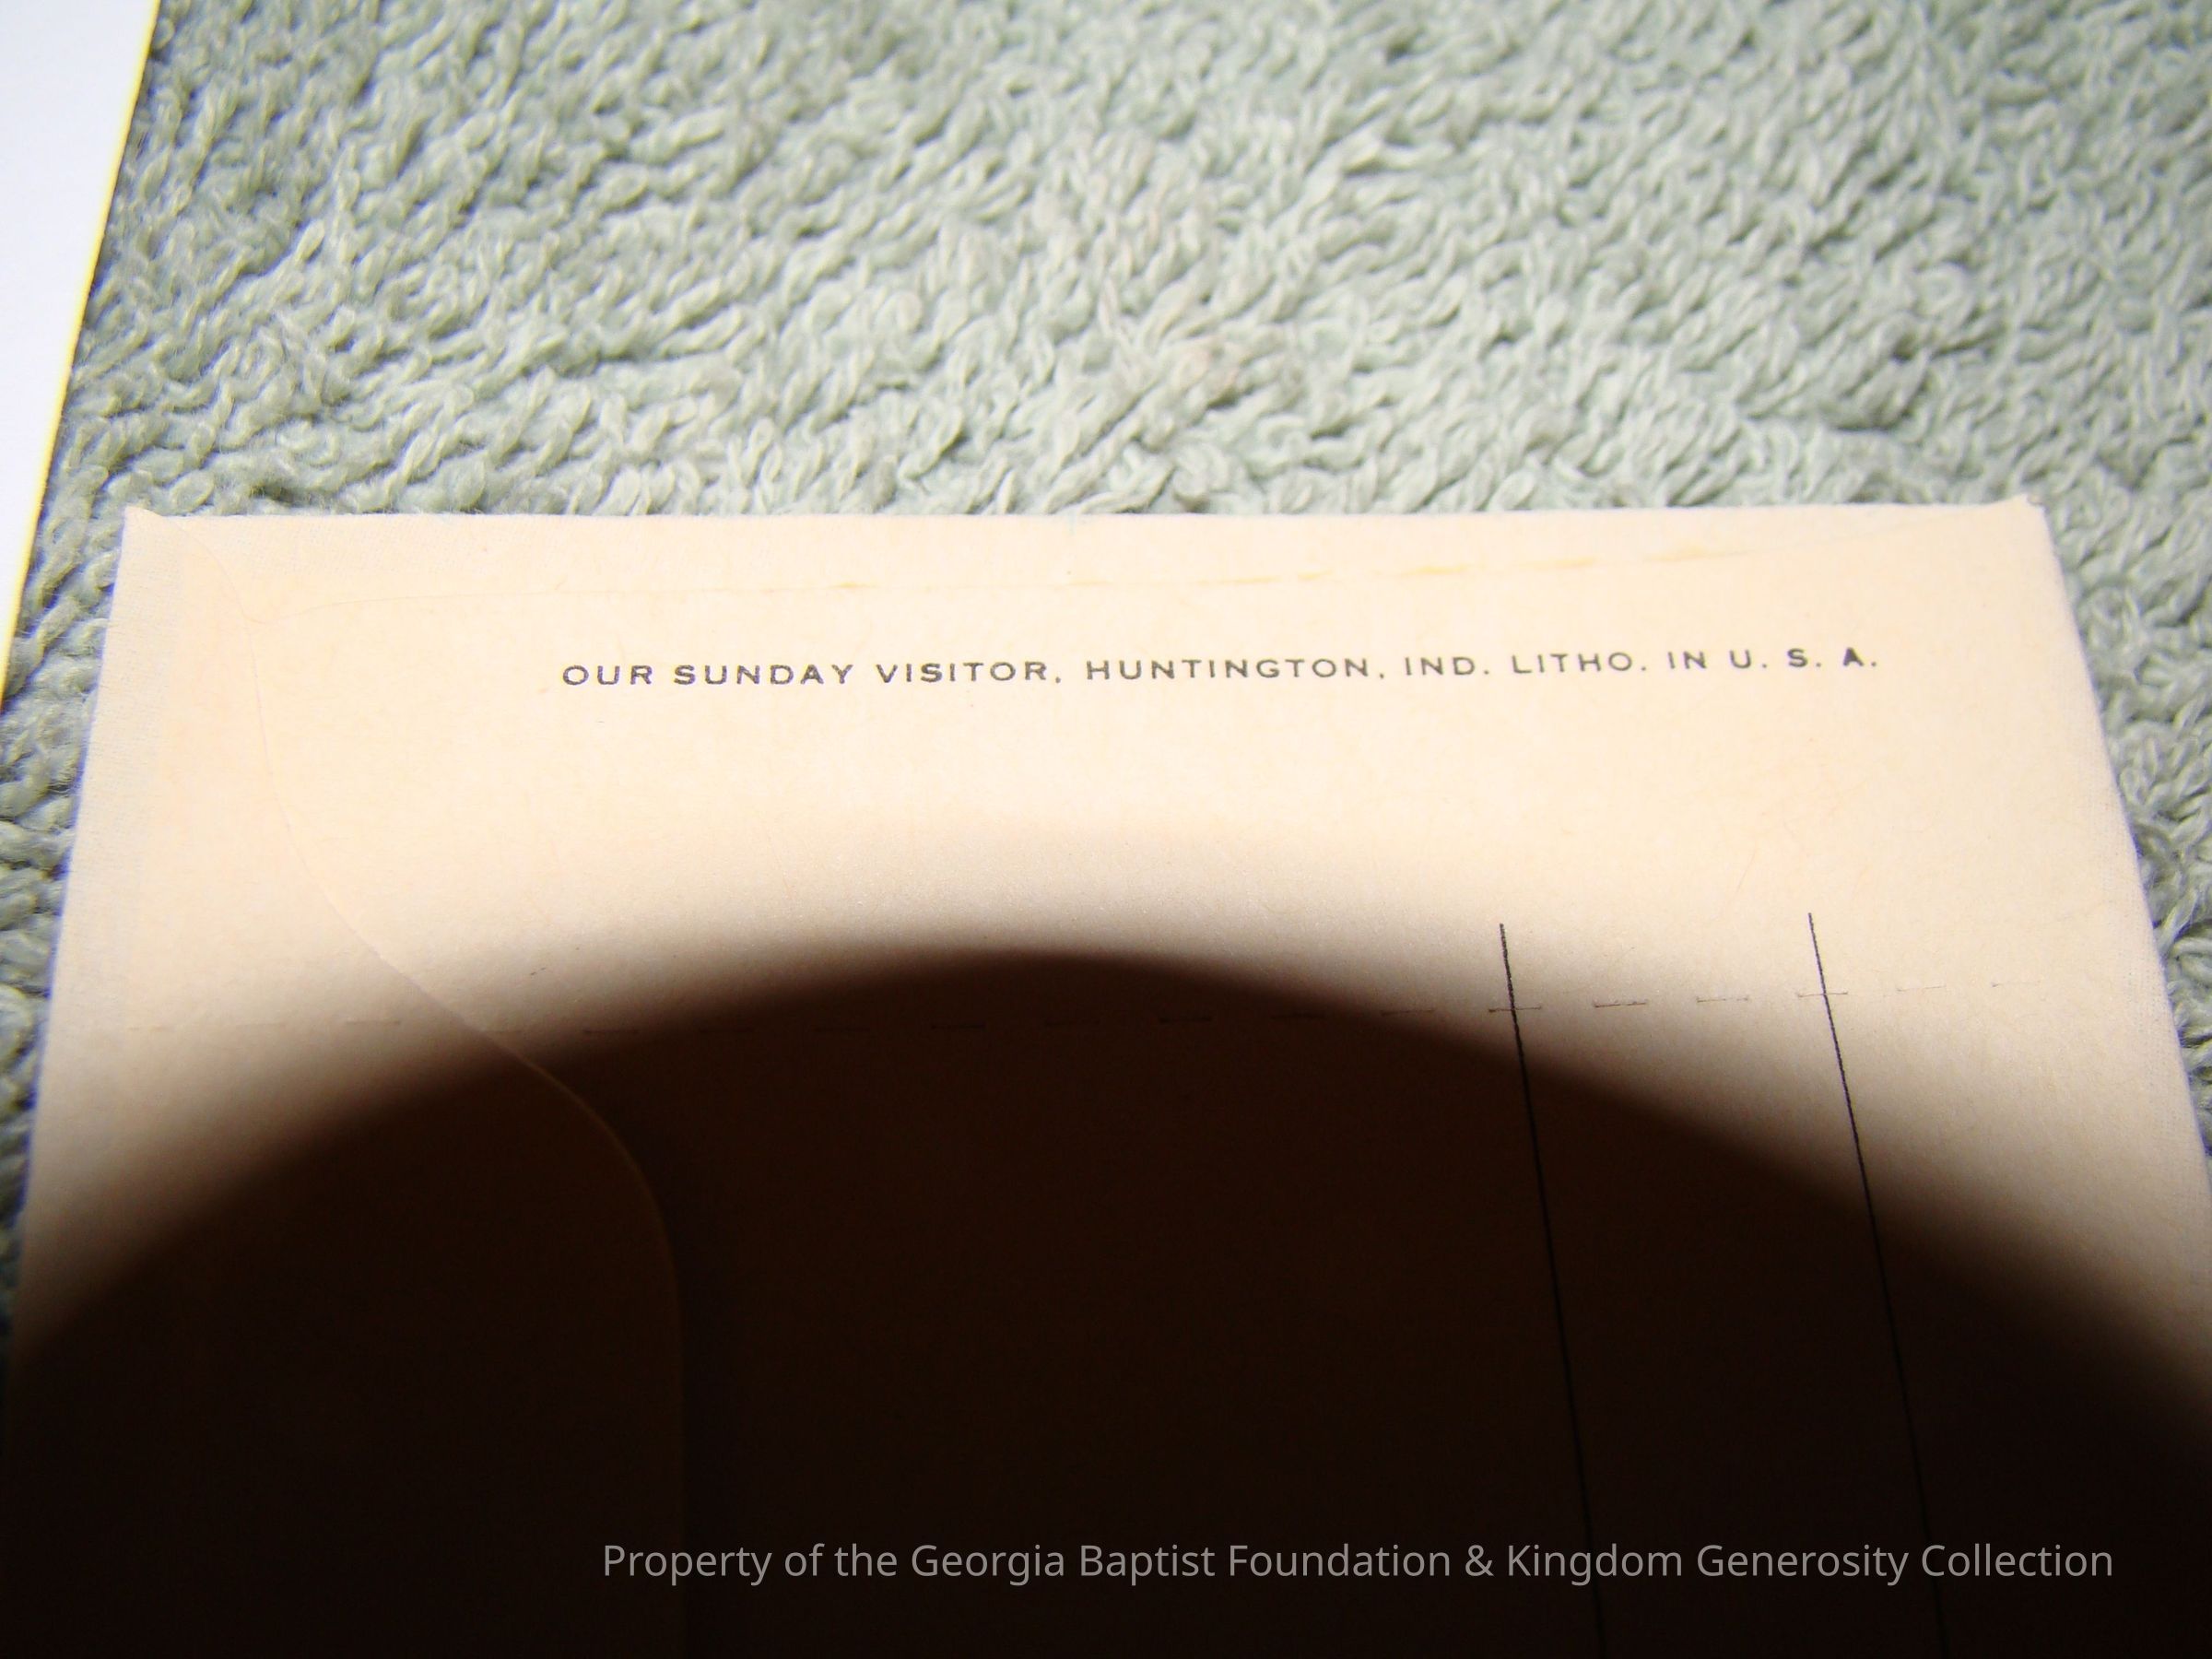 OUR SUNDAY VISITOR, HUNTINGTON, IND. LITHO. IN U. S. A.
Property of the Georgia Baptist Foundation & Kingdom Generosity Collection